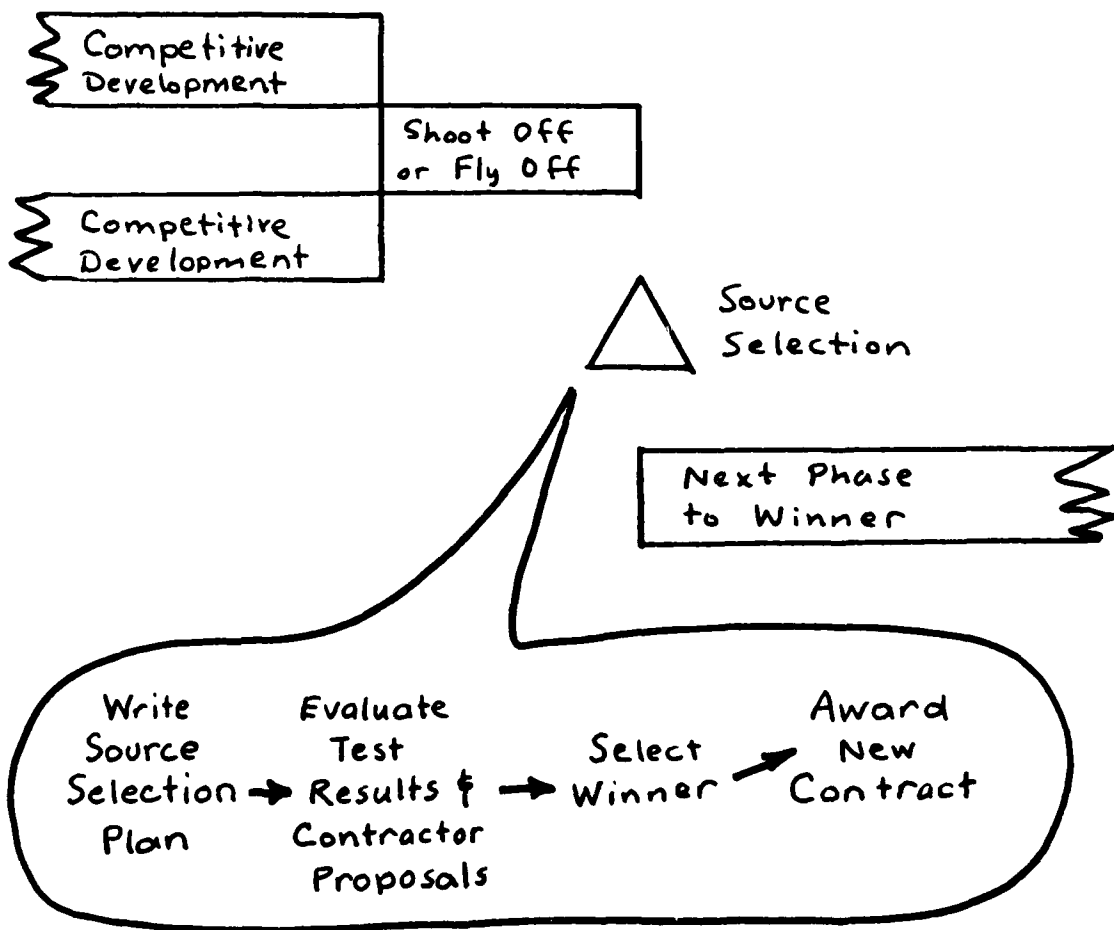 Competitive
Development
Shoot Off
or Fly Off
Competitive
Development
Source
Selection
Next Phase
to Winner
Write
Source
Selection
Plan
Evaluate
Test
Results &
Contractor
Proposals
Select
Winner
Award
New
Contract